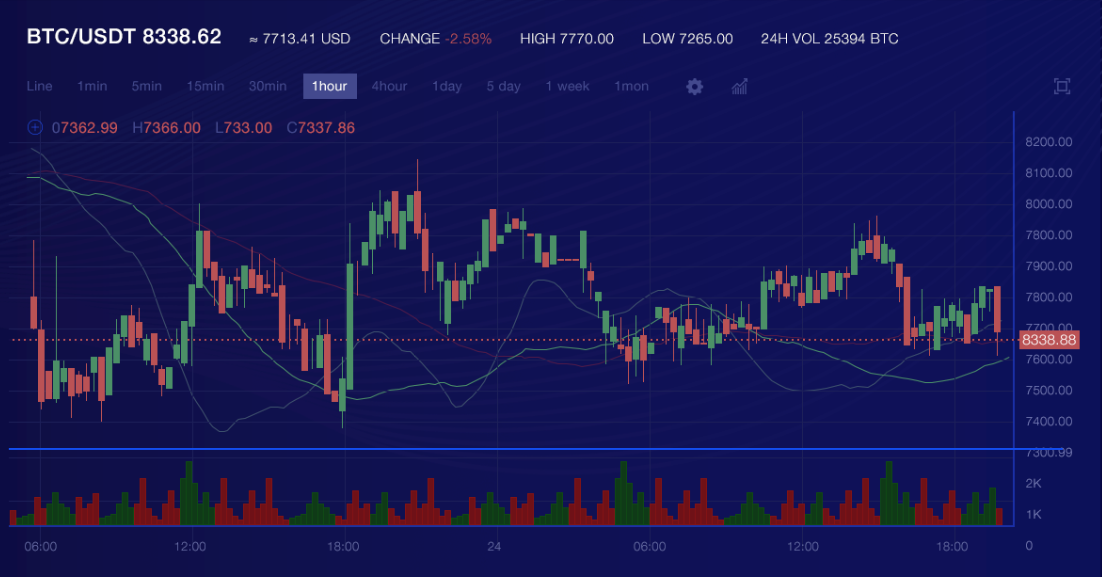 BTC/USDT 8338.62 ≈ 7713.41 USD CHANGE -2.58% HIGH 7770.00 LOW 7265.00 24H VOL 25394 BTC
Line 1min 5min 15min 30min 1hour 4hour 1day 5 day 1 week 1mon
07362.99 H7366.00 L733.00 C7337.86
8200.00
8100.00
8000.00
7800.00
7900.00
7800.00
7700.00
8338.88
7600.00
7500.00
7400.00
7300.99
2K
1K
06:00 12:00 18:00 24 06:00 12:00 18:00 0